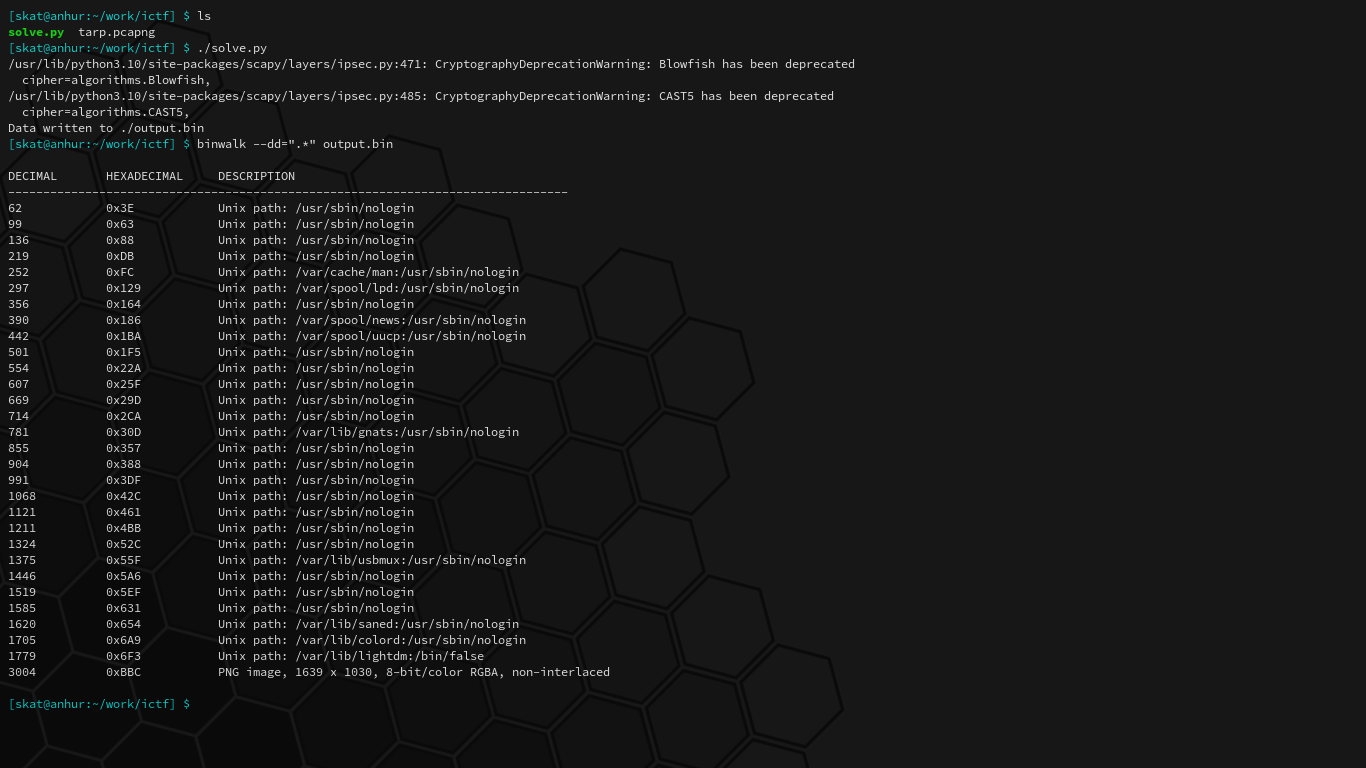 [skat@anhur:~/work/ictf] $ ls
solve.py  tarp.pcapng
[skat@anhur:~/work/ictf] $ ./solve.py
/usr/lib/python3.10/site-packages/scapy/layers/ipsec.py:471: CryptographyDeprecationWarning: Blowfish has been deprecated
  cipher=algorithms.Blowfish,
/usr/lib/python3.10/site-packages/scapy/layers/ipsec.py:485: CryptographyDeprecationWarning: CAST5 has been deprecated
  cipher=algorithms.CAST5,
Data written to ./output.bin
[skat@anhur:~/work/ictf] $ binwalk --dd=".*" output.bin
DECIMAL       HEXADECIMAL     DESCRIPTION
--------------------------------------------------------------------------------
62            0x3E            Unix path: /usr/sbin/nologin
99            0x63            Unix path: /usr/sbin/nologin
136           0x88            Unix path: /usr/sbin/nologin
219           0xDB            Unix path: /usr/sbin/nologin
252           0xFC            Unix path: /var/cache/man:/usr/sbin/nologin
297           0x129           Unix path: /var/spool/lpd:/usr/sbin/nologin
356           0x164           Unix path: /usr/sbin/nologin
390           0x186           Unix path: /var/spool/news:/usr/sbin/nologin
442           0x1BA           Unix path: /var/spool/uucp:/usr/sbin/nologin
501           0x1F5           Unix path: /usr/sbin/nologin
554           0x22A           Unix path: /usr/sbin/nologin
607           0x25F           Unix path: /usr/sbin/nologin
669           0x29D           Unix path: /usr/sbin/nologin
714           0x2CA           Unix path: /usr/sbin/nologin
781           0x30D           Unix path: /var/lib/gnats:/usr/sbin/nologin
855           0x357           Unix path: /usr/sbin/nologin
904           0x388           Unix path: /usr/sbin/nologin
991           0x3DF           Unix path: /usr/sbin/nologin
1068          0x42C           Unix path: /usr/sbin/nologin
1121          0x461           Unix path: /usr/sbin/nologin
1211          0x4BB           Unix path: /usr/sbin/nologin
1324          0x52C           Unix path: /usr/sbin/nologin
1375          0x55F           Unix path: /var/lib/usbmux:/usr/sbin/nologin
1446          0x5A6           Unix path: /usr/sbin/nologin
1519          0x5EF           Unix path: /usr/sbin/nologin
1585          0x631           Unix path: /usr/sbin/nologin
1620          0x654           Unix path: /var/lib/saned:/usr/sbin/nologin
1705          0x6A9           Unix path: /var/lib/colord:/usr/sbin/nologin
1779          0x6F3           Unix path: /var/lib/lightdm:/bin/false
3004          0xBBC           PNG image, 1639 x 1030, 8-bit/color RGBA, non-interlaced
[skat@anhur:~/work/ictf] $